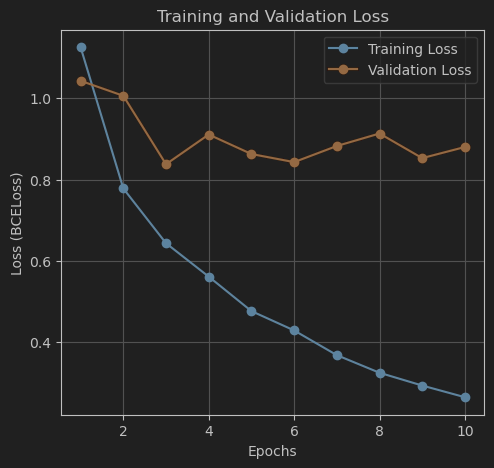 Training and Validation Loss
Training Loss
Validation Loss
1.0
0.8
0.6
0.4
Loss (BCELoss)
2 4 6 8 10
Epochs